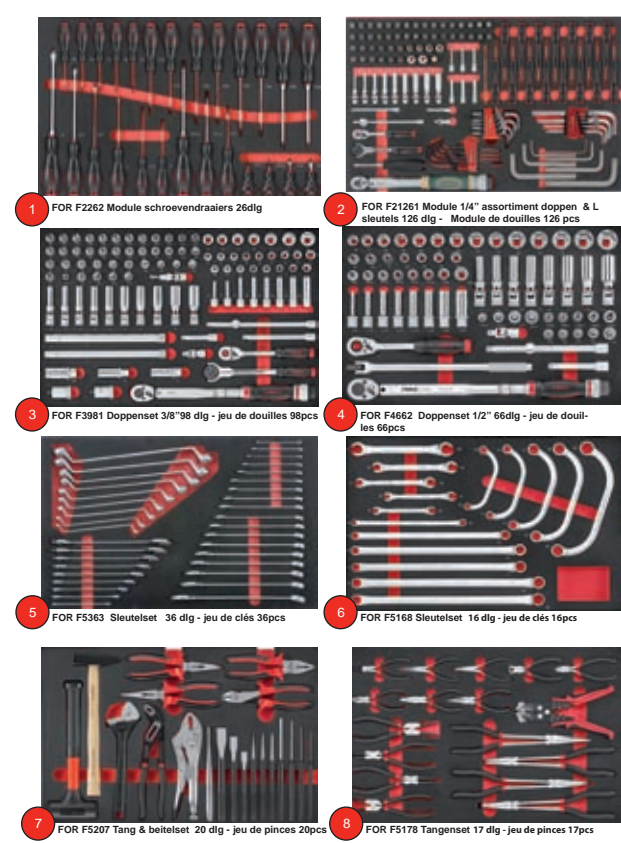 1
FOR F2262 Module schroevendraaiers 26dlg
2
FOR F21261 Module 1/4" assortiment doppen & L
sleutels 126 dlg - Module de douilles 126 pcs
3
FOR F3981 Doppenset 3/8"98 dlg - jeu de douilles 98pcs
4
FOR F4662 Doppenset 1/2" 66dlg - jeu de douil-
les 66pcs
5
FOR F5363 Sleutelset 36 dlg - jeu de clés 36pcs
6
FOR F5168 Sleutelset 16 dlg - jeu de clés 16pcs
7
FOR F5207 Tang & beitelset 20 dlg - jeu de pinces 20pcs
8
FOR F5178 Tangenset 17 dlg - jeu de pinces 17pcs